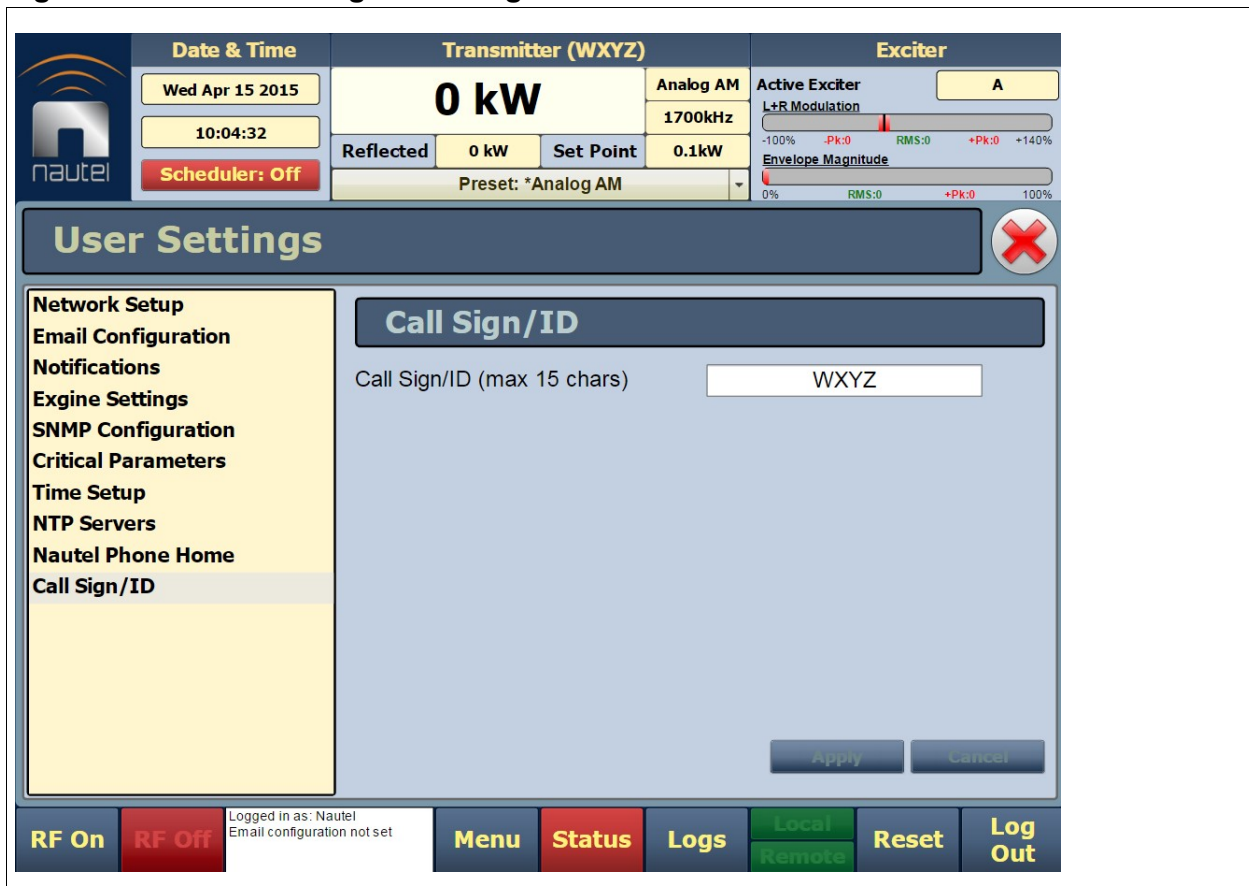 Date & Time
Transmitter (WXYZ)
Exciter
nautel
Wed Apr 15 2015
10:04:32
Scheduler: Off
0 kW
Analog AM
1700kHz
Reflected
0 kW
Set Point
0.1kW
Preset: *Analog AM
Active Exciter
A
L+R Modulation
-100% -Pk:0 RMS:0 +Pk:0 +140%
Envelope Magnitude
0% RMS:0 +Pk:0 100%
User Settings
Network Setup
Email Configuration
Notifications
Exgine Settings
SNMP Configuration
Critical Parameters
Time Setup
NTP Servers
Nautel Phone Home
Call Sign/ID
Call Sign/ID
Call Sign/ID (max 15 chars)
WXYZ
Apply
Cancel
RF On
RF Off
Logged in as: Nautel
Email configuration not set
Menu
Status
Logs
Local
Remote
Reset
Log
Out